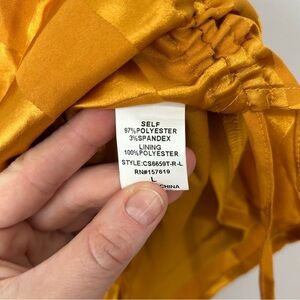 SELF
97%POLYESTER
3%SPANDEX
LINING
100%POLYESTER
STYLE:CS6659T-R-L
RN#157619
L
CHINA